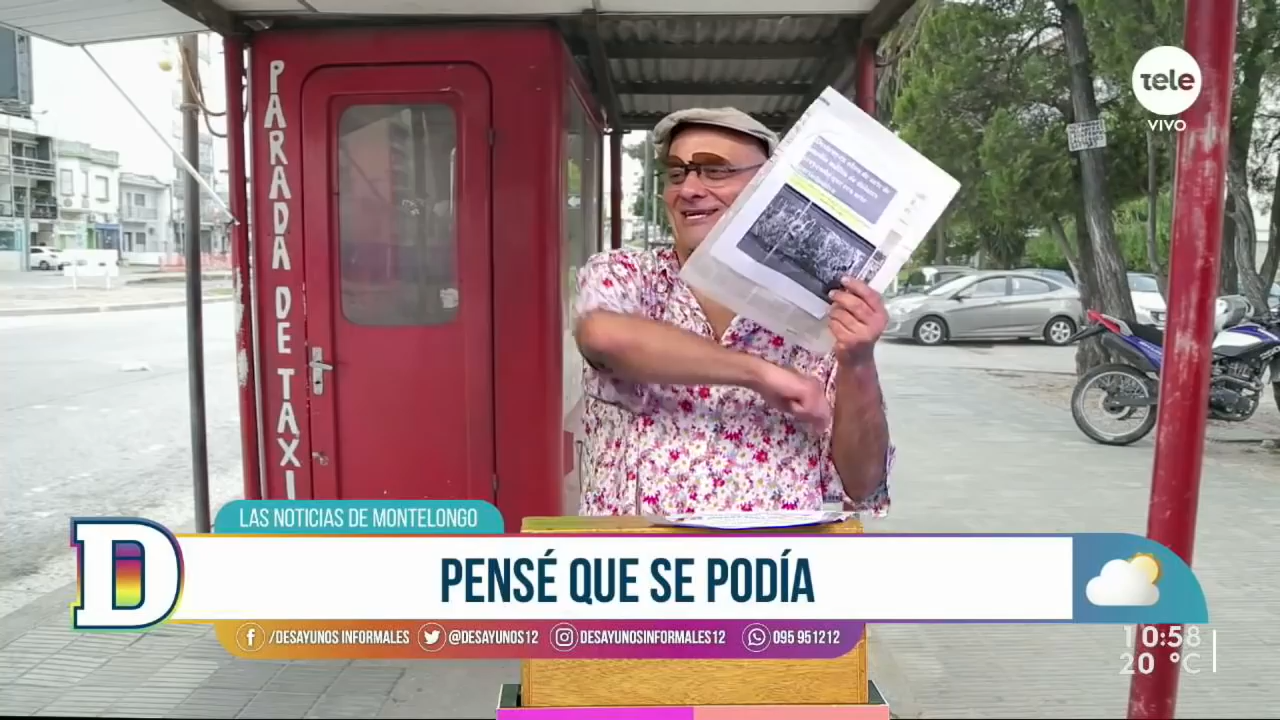 PARADA DE TAXI
tele
VIVO
LAS NOTICIAS DE MONTELONGO
D
PENSÉ QUE SE PODÍA
/DESAYUNOS INFORMALES @DESAYUNOS12 DESAYUNOSINFORMALES12 095 951212
10:58
20 °C